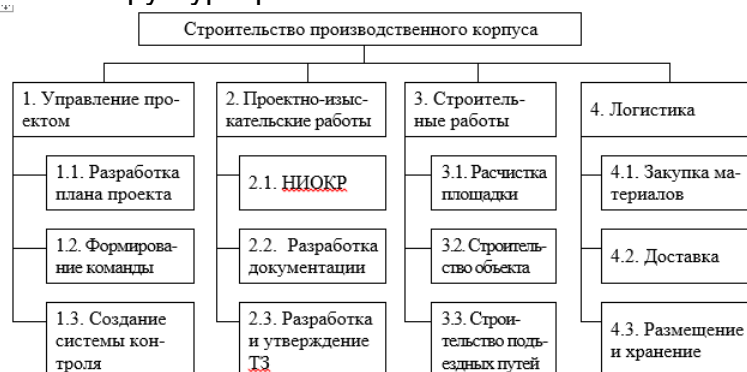 Строительство производственного корпуса
1. Управление про-
ектом
2. Проектно-изыс-
кательские работы
3. Строитель-
ные работы
4. Логистика
1.1. Разработка
плана проекта
2.1. НИОКР
3.1. Расчистка
площадки
4.1. Закупка ма-
териалов
1.2. Формирова-
ние команды
2.2. Разработка
документации
3.2. Строитель-
ство объекта
4.2. Доставка
1.3. Создание
системы кон-
троля
2.3. Разработка
и утверждение
ТЗ
3.3. Строи-
тельство подъ-
ездных путей
4.3. Размещение
и хранение